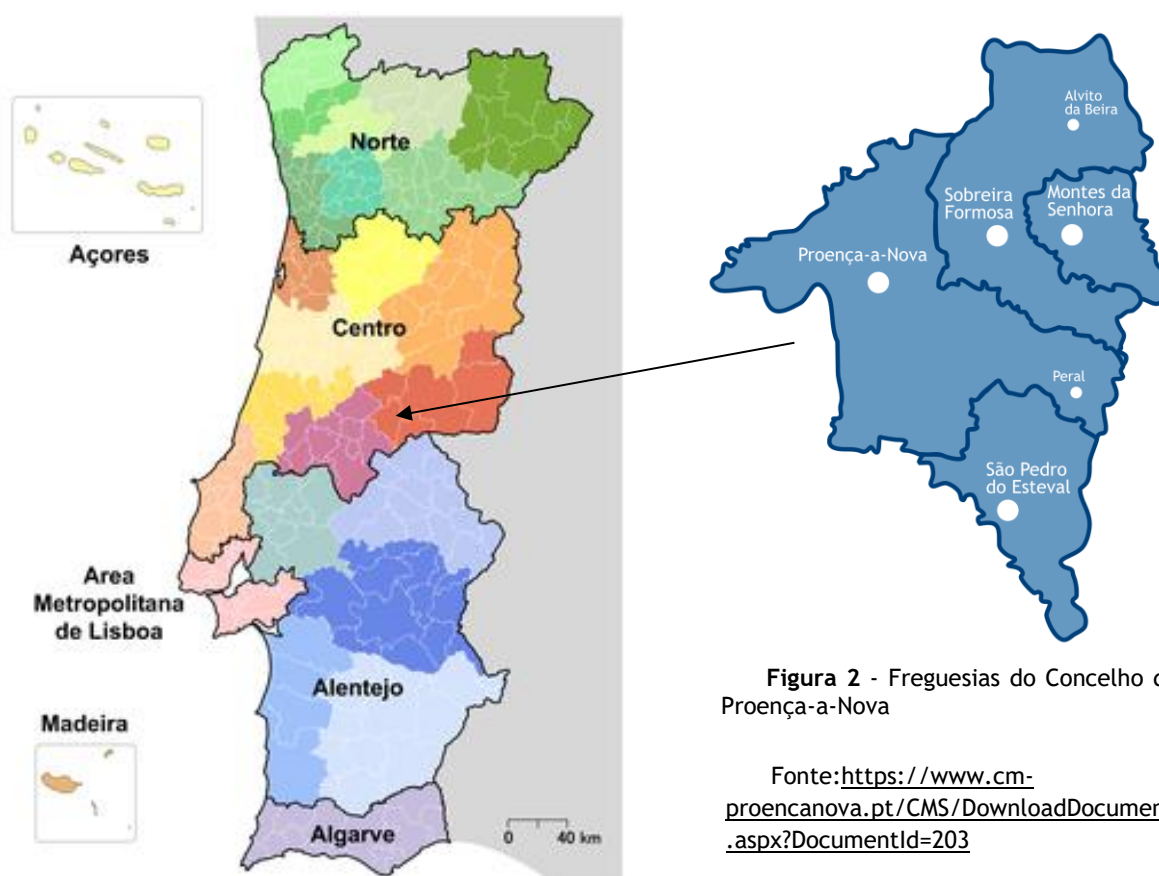 Norte
Açores
Centro
Area
Metropolitana
de Lisboa
Alentejo
Madeira
Algarve
0 40 km
Alvito
da Beira
Sobreira
Formosa
Montes da
Senhora
Proença-a-Nova
Peral
São Pedro
do Esteval
Figura 2 - Freguesias do Concelho
Proença-a-Nova
Fonte:https://www.cm-
proencanova.pt/CMS/DownloadDocumen
.aspx?DocumentId=203